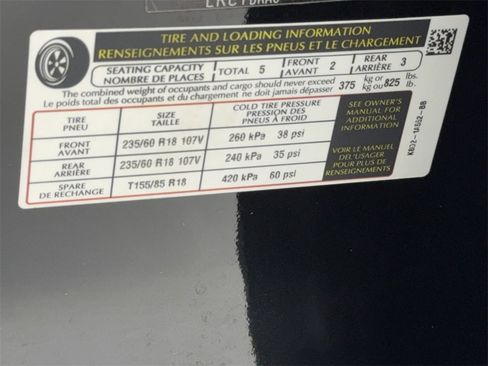 TIRE AND LOADING INFORMATION
RENSEIGNEMENTS SUR LES PNEUS ET LE CHARGEMENT
SEATING CAPACITY
NOMBRE DE PLACES
TOTAL 5
FRONT
AVANT 2
REAR
ARRIÈRE 3
The combined weight of occupants and cargo should never exceed
Le poids total des occupants et du chargement ne doit jamais dépasser
375 kg or
kg ou 825 lbs.
lb.
TIRE
PNEU
SIZE
TAILLE
COLD TIRE PRESSURE
PRESSION DES
PNEUS À FROID
FRONT
AVANT
235/60 R18 107V
260 kPa 38 psi
REAR
ARRIÈRE
235/60 R18 107V
240 kPa 35 psi
SPARE
DE RECHANGE
T155/85 R18
420 kPa 60 psi
SEE OWNER'S
MANUAL FOR
ADDITIONAL
INFORMATION
VOIR LE MANUEL
DE L'USAGER
POUR PLUS DE
RENSEIGNEMENTS